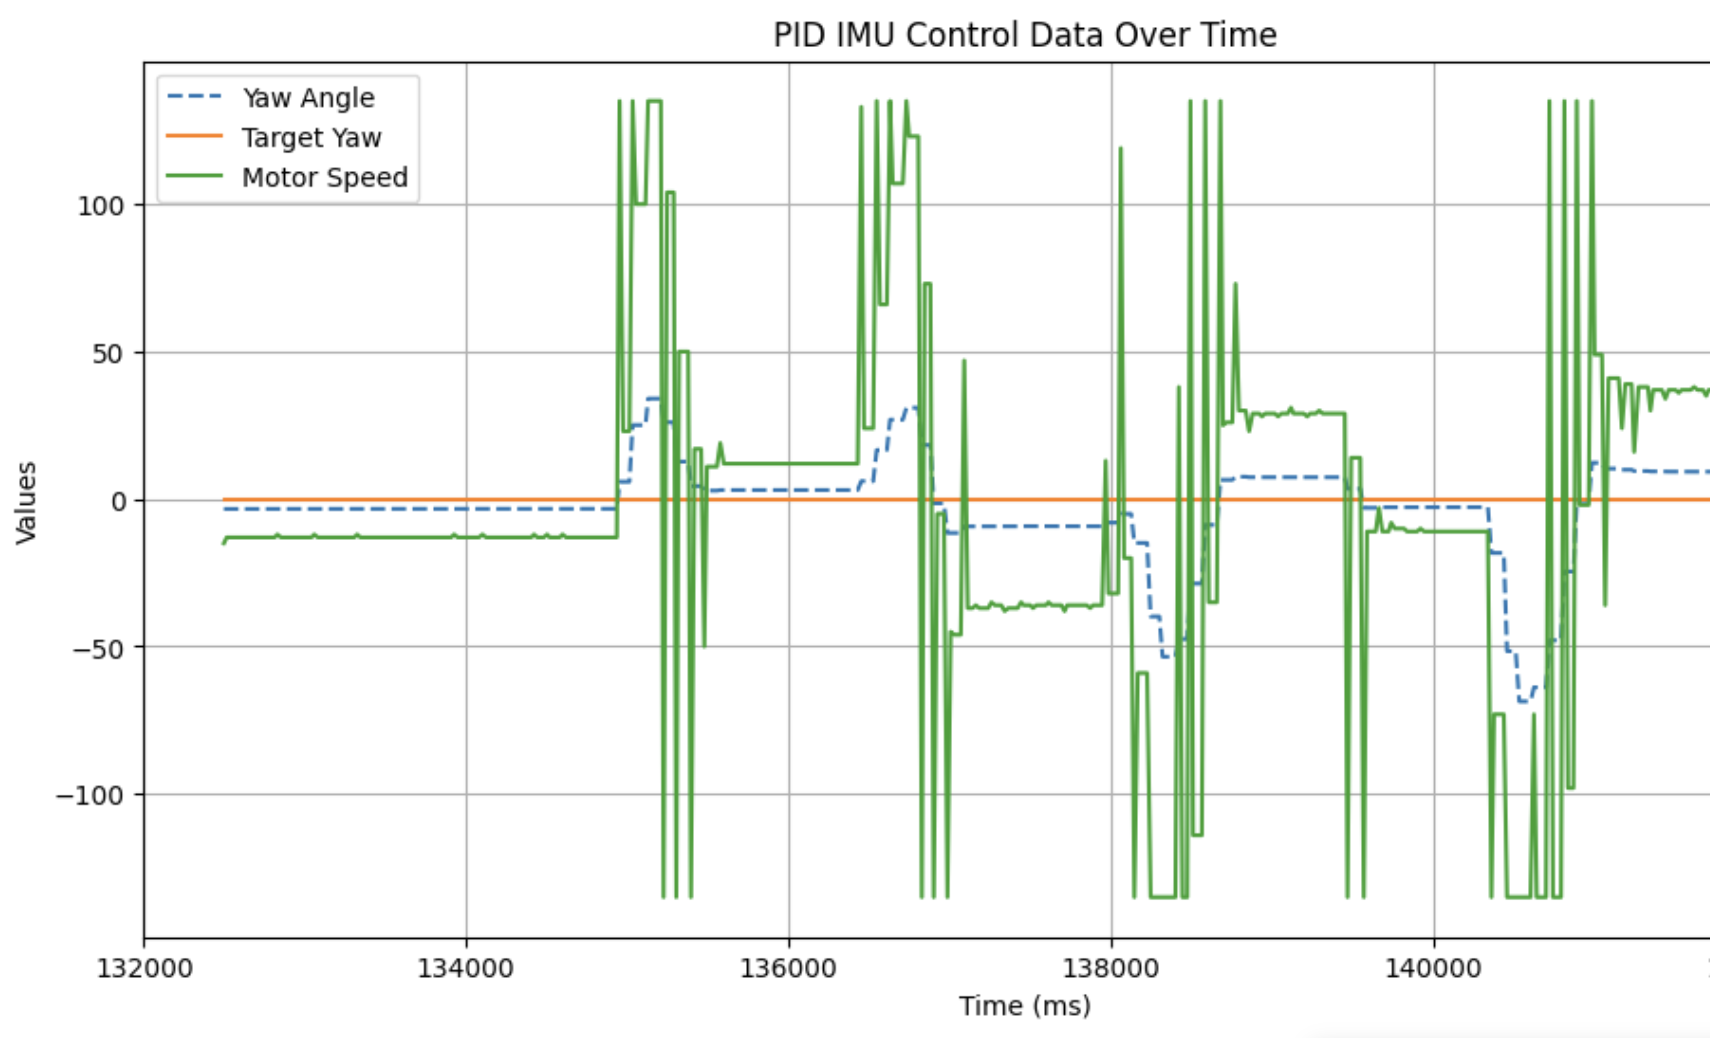 PID IMU Control Data Over Time
Yaw Angle
Target Yaw
Motor Speed
100
50
0
−50
−100
Values
132000
134000
136000
138000
140000
Time (ms)